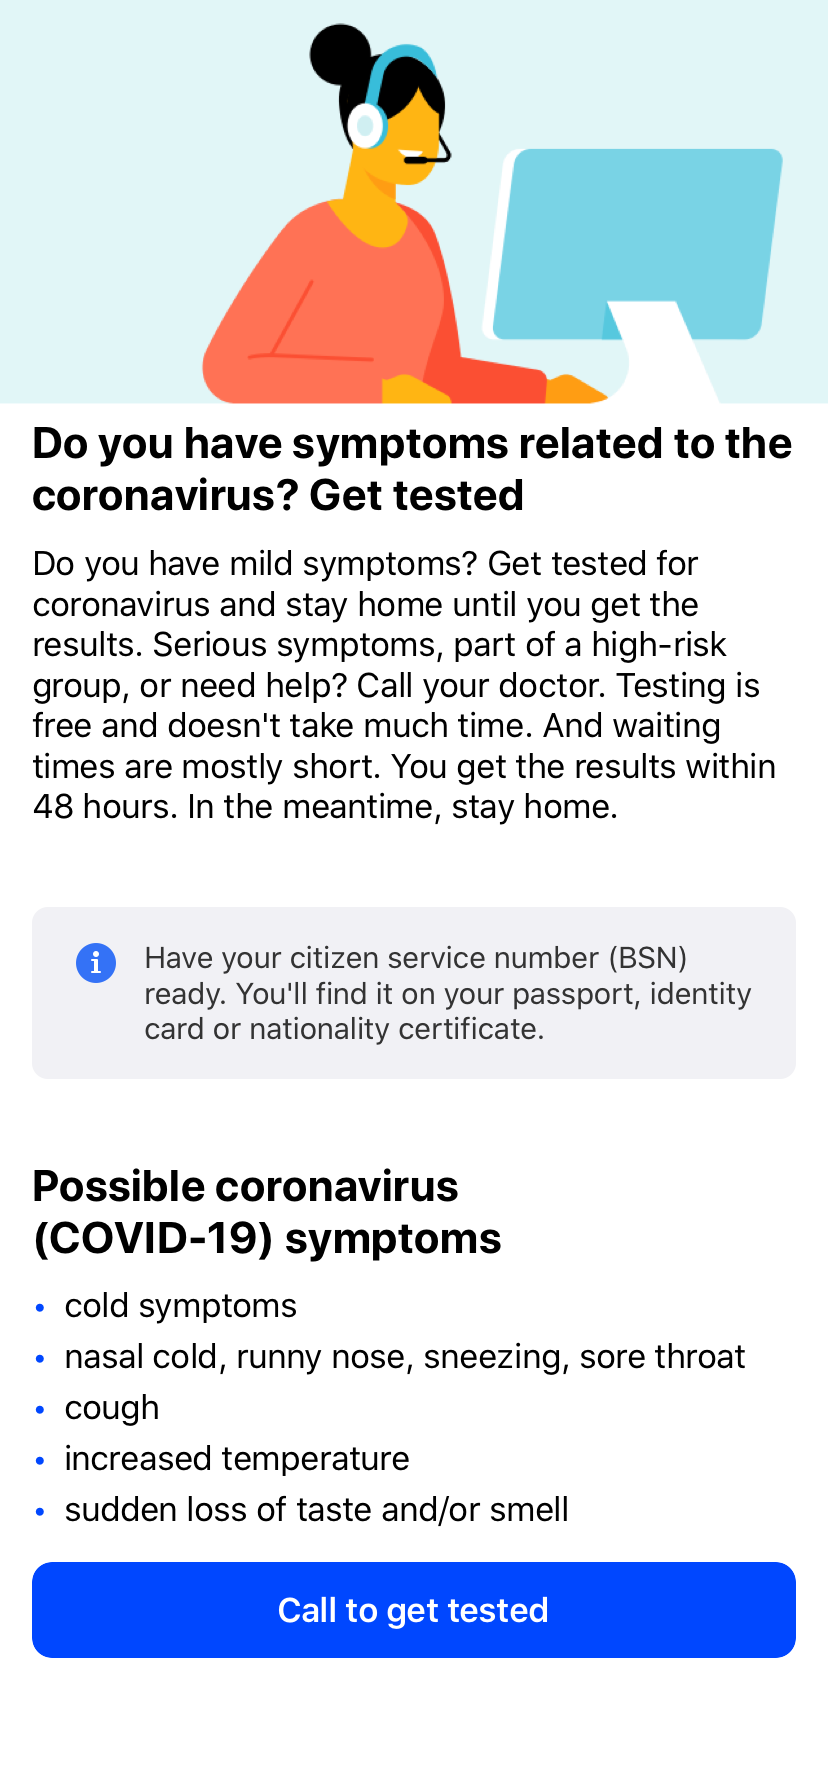 Do you have symptoms related to the
coronavirus? Get tested
Do you have mild symptoms? Get tested for
coronavirus and stay home until you get the
results. Serious symptoms, part of a high-risk
group, or need help? Call your doctor. Testing is
free and doesn't take much time. And waiting
times are mostly short. You get the results within
48 hours. In the meantime, stay home.
i
Have your citizen service number (BSN)
ready. You'll find it on your passport, identity
card or nationality certificate.
Possible coronavirus
(COVID-19) symptoms
• cold symptoms
• nasal cold, runny nose, sneezing, sore throat
• cough
• increased temperature
• sudden loss of taste and/or smell
Call to get tested